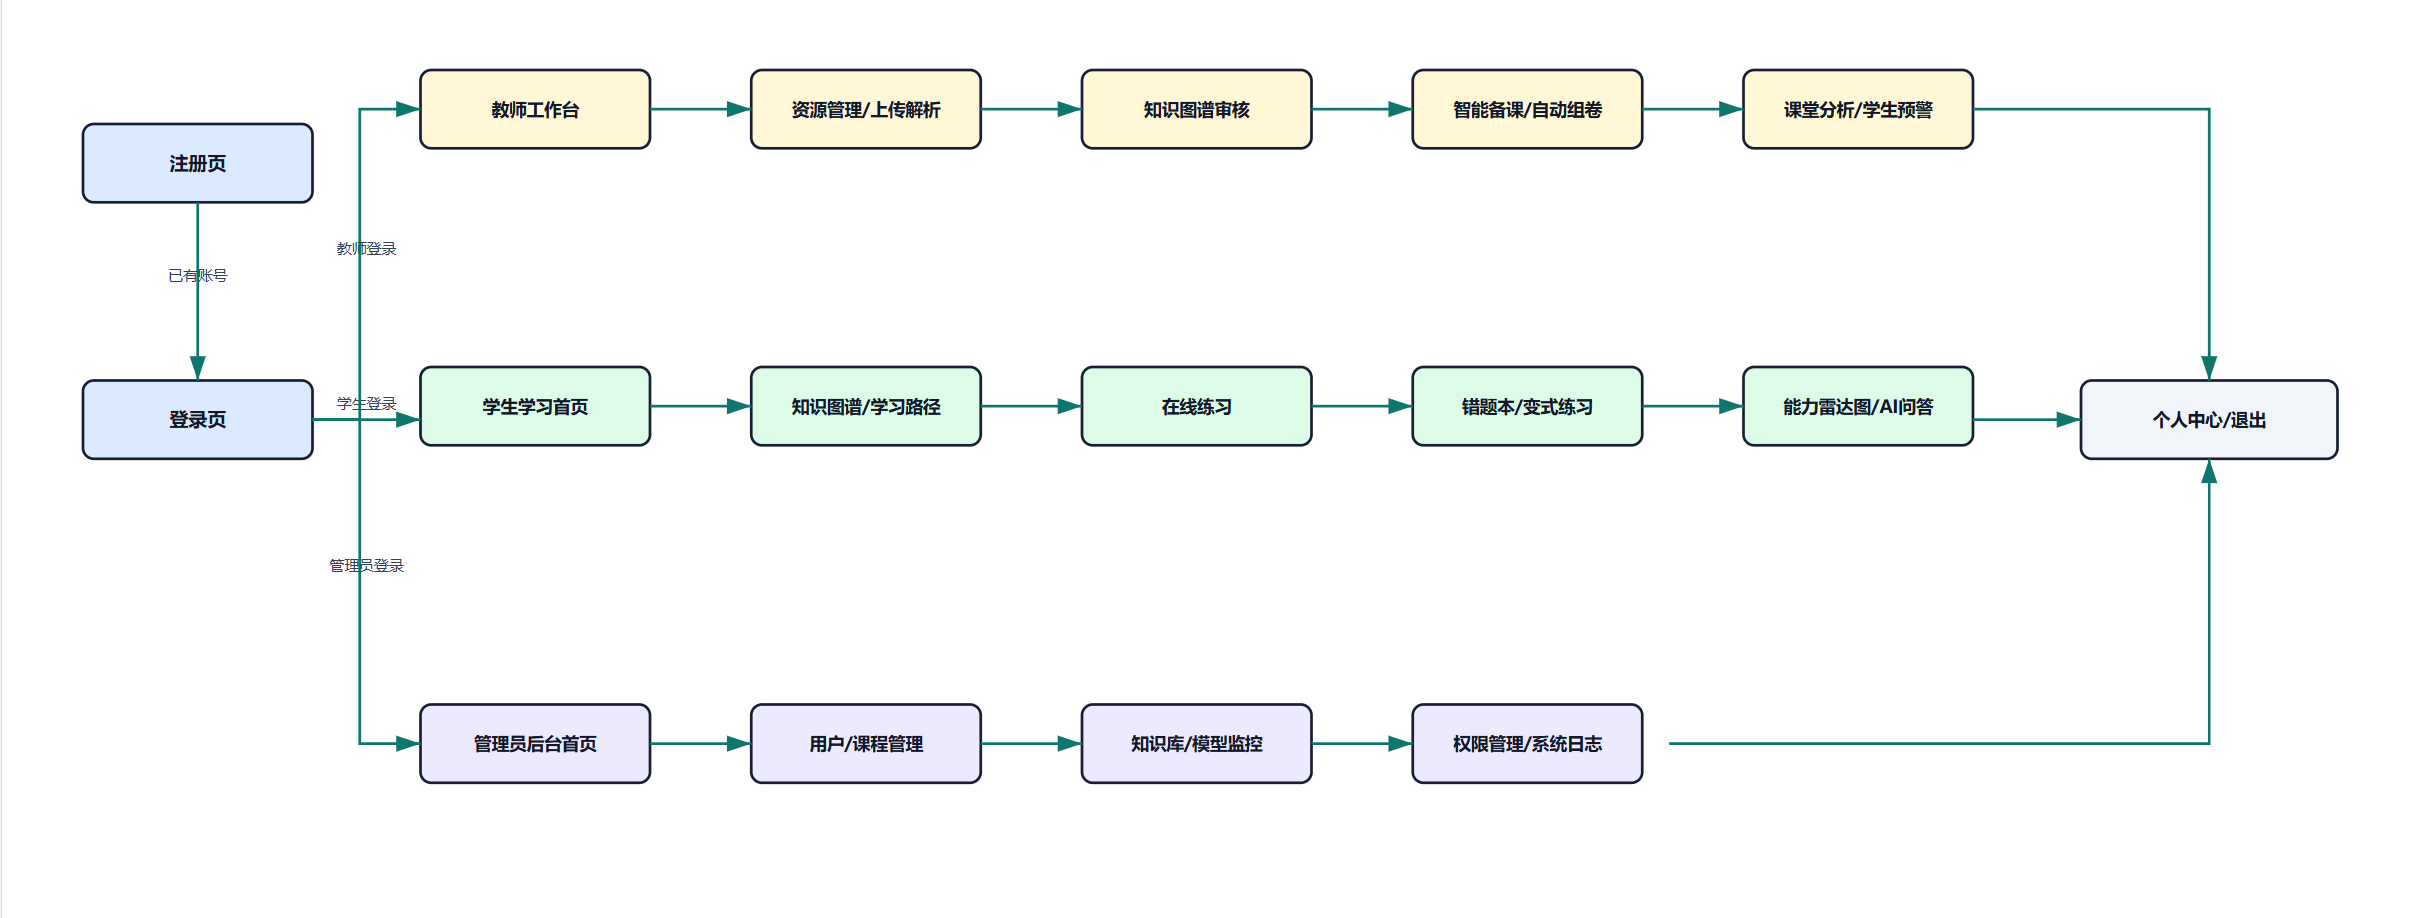 注册页
已有账号
登录页
教师登录
学生登录
管理员登录
教师工作台
资源管理/上传解析
知识图谱审核
智能备课/自动组卷
课堂分析/学生预警
学生学习首页
知识图谱/学习路径
在线练习
错题本/变式练习
能力雷达图/AI问答
个人中心/退出
管理员后台首页
用户/课程管理
知识库/模型监控
权限管理/系统日志